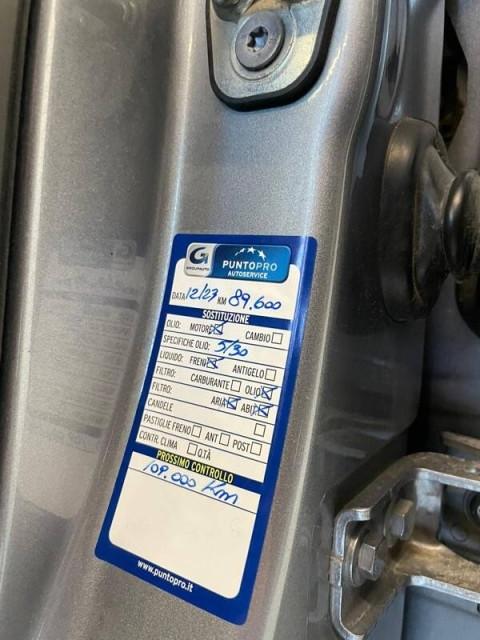 G GROUPAUTO PUNTOPRO AUTOSERVICE
DATA 12/23 KM 89.600
SOSTITUZIONE
OLIO: MOTORE ☒ CAMBIO ☐
SPECIFICHE OLIO: 5/30
LIQUIDO: FRENI ☒ ANTIGELO ☐
FILTRO: CARBURANTE ☐ OLIO ☒
FILTRO: ARIA ☒ ABIT. ☒
CANDELE ☐
PASTIGLIE FRENO ☐ ANT ☐ POST ☐
CONTR. CLIMA ☐ Q.TÀ
PROSSIMO CONTROLLO
109.000 Km
www.puntopro.it